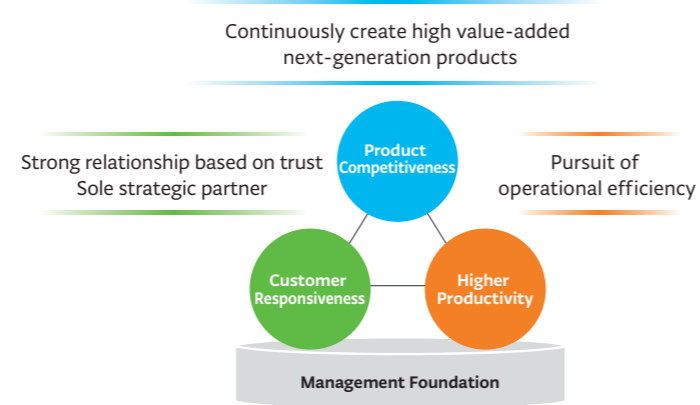 Continuously create high value-added
next-generation products
Product
Competitiveness
Strong relationship based on trust
Sole strategic partner
Pursuit of
operational efficiency
Customer
Responsiveness
Higher
Productivity
Management Foundation